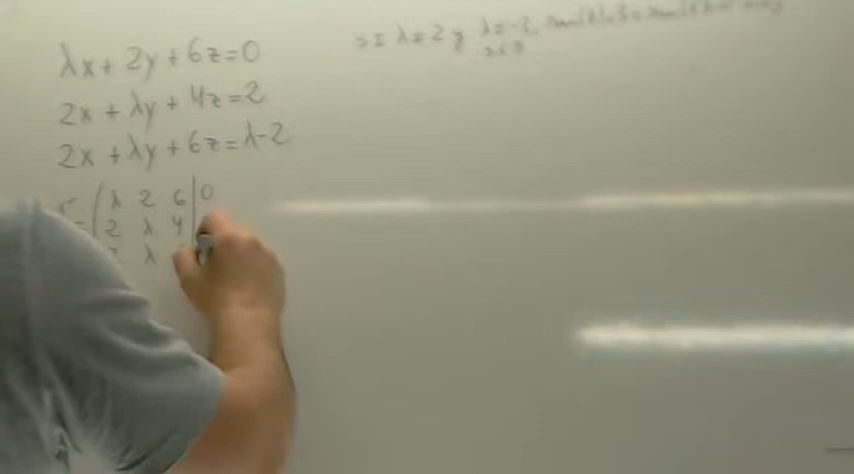 λx + 2y + 6z = 0
2x + λy + 4z = 2
2x + λy + 6z = λ-2
λ 2 6 | 0
2 λ 4
λ
λ = 2 y λ = -2,